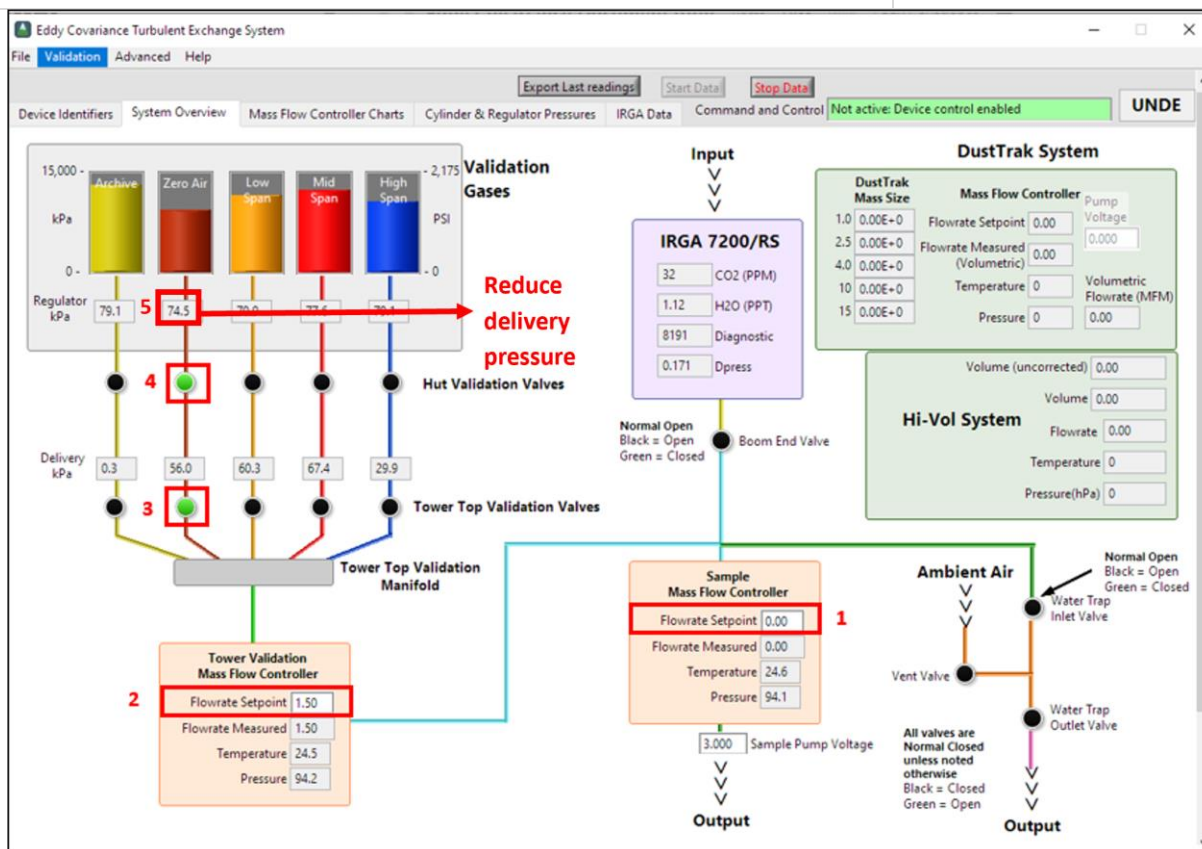 Eddy Covariance Turbulent Exchange System
File Validation Advanced Help
Export Last readings Start Data Stop Data
Device Identifiers System Overview Mass Flow Controller Charts Cylinder & Regulator Pressures IRGA Data Command and Control Not active: Device control enabled UNDE
15,000 -
kPa
0 -
Archive
Zero Air
Low
Span
Mid
Span
High
Span
- 2,175
PSI
- 0
Validation
Gases
Regulator
kPa
79.1
5
74.5
Reduce
delivery
pressure
4
Hut Validation Valves
Delivery
kPa
0.3
56.0
60.3
67.4
29.9
3
Tower Top Validation Valves
Tower Top Validation
Manifold
Tower Validation
Mass Flow Controller
2
Flowrate Setpoint 1.50
Flowrate Measured 1.50
Temperature 24.5
Pressure 94.2
Input
IRGA 7200/RS
32 CO2 (PPM)
1.12 H2O (PPT)
8191 Diagnostic
0.171 Dpress
Normal Open
Black = Open
Green = Closed
Boom End Valve
Sample
Mass Flow Controller
Flowrate Setpoint 0.00
1
Flowrate Measured 0.00
Temperature 24.6
Pressure 94.1
3.000 Sample Pump Voltage
Output
DustTrak System
DustTrak
Mass Size
1.0 0.00E+0
2.5 0.00E+0
4.0 0.00E+0
10 0.00E+0
15 0.00E+0
Mass Flow Controller
Flowrate Setpoint 0.00
Flowrate Measured
(Volumetric) 0.00
Temperature 0
Pressure 0
Pump
Voltage
0.000
Volumetric
Flowrate (MFM)
0.00
Hi-Vol System
Volume (uncorrected) 0.00
Volume 0.00
Flowrate 0.00
Temperature 0
Pressure(hPa) 0
Ambient Air
Normal Open
Black = Open
Green = Closed
Water Trap
Inlet Valve
Vent Valve
Water Trap
Outlet Valve
All valves are
Normal Closed
unless noted
otherwise
Black = Closed
Green = Open
Output